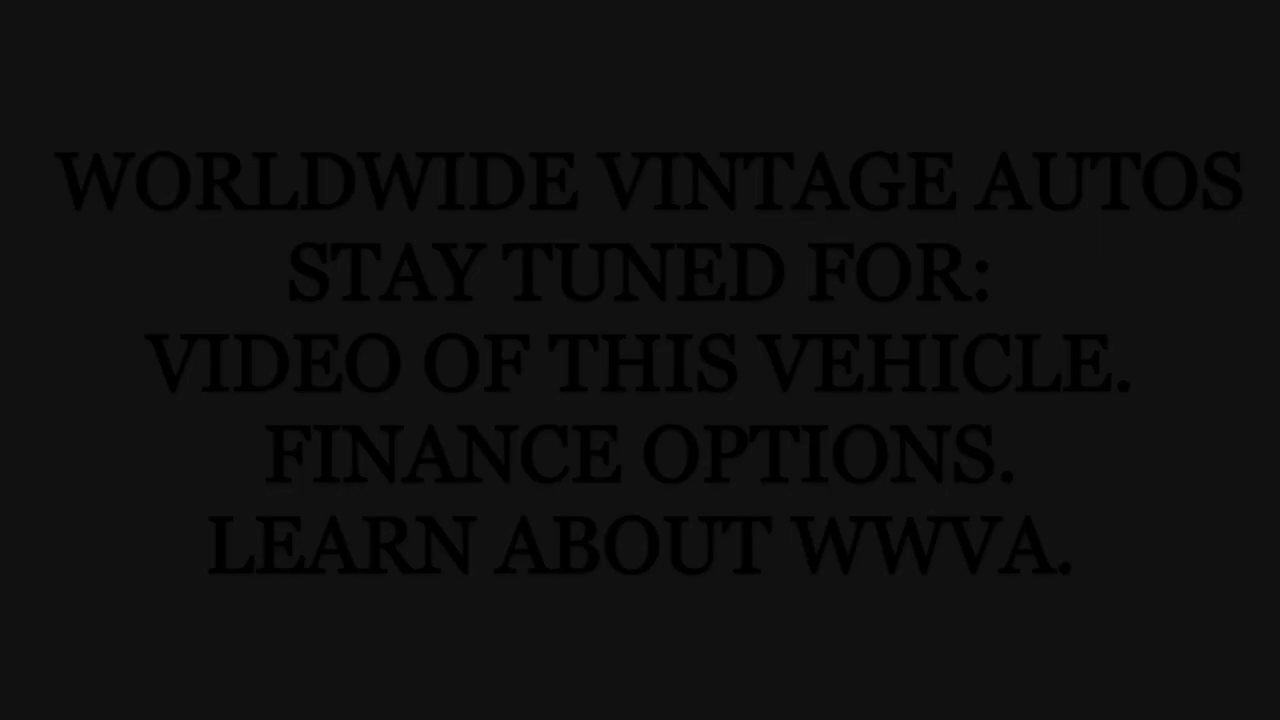 WORLDWIDE VINTAGE AUTOS
STAY TUNED FOR:
VIDEO OF THIS VEHICLE.
FINANCE OPTIONS.
LEARN ABOUT WWVA.